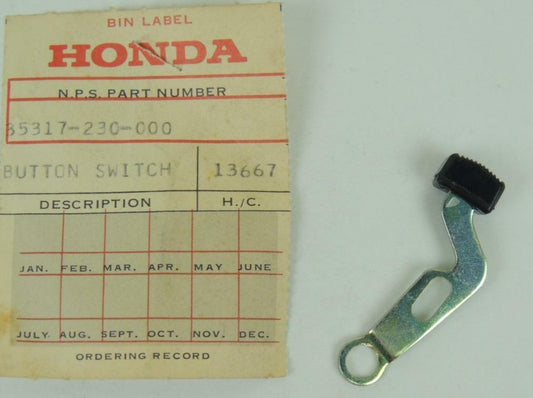 BIN LABEL
HONDA
N.P.S. PART NUMBER
35317-230-000
BUTTON SWITCH 13667
DESCRIPTION H./C.
JAN. FEB. MAR. APR. MAY JUNE
JULY AUG. SEPT. OCT. NOV. DEC.
ORDERING RECORD